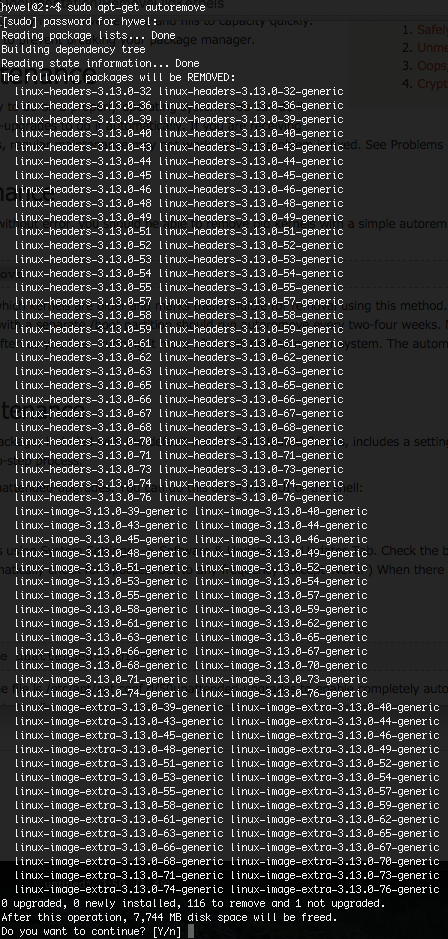 hywel02:~$ sudo apt-get autoremove
[sudo] password for hywel:
Reading package lists... Done
Building dependency tree
Reading state information... Done
The following packages will be REMOVED:
linux-headers-3.13.0-32 linux-headers-3.13.0-32-generic
linux-headers-3.13.0-36 linux-headers-3.13.0-36-generic
linux-headers-3.13.0-39 linux-headers-3.13.0-39-generic
linux-headers-3.13.0-40 linux-headers-3.13.0-40-generic
linux-headers-3.13.0-43 linux-headers-3.13.0-43-generic
linux-headers-3.13.0-44 linux-headers-3.13.0-44-generic
linux-headers-3.13.0-45 linux-headers-3.13.0-45-generic
linux-headers-3.13.0-46 linux-headers-3.13.0-46-generic
linux-headers-3.13.0-48 linux-headers-3.13.0-48-generic
linux-headers-3.13.0-49 linux-headers-3.13.0-49-generic
linux-headers-3.13.0-51 linux-headers-3.13.0-51-generic
linux-headers-3.13.0-52 linux-headers-3.13.0-52-generic
linux-headers-3.13.0-53 linux-headers-3.13.0-53-generic
linux-headers-3.13.0-54 linux-headers-3.13.0-54-generic
linux-headers-3.13.0-55 linux-headers-3.13.0-55-generic
linux-headers-3.13.0-57 linux-headers-3.13.0-57-generic
linux-headers-3.13.0-58 linux-headers-3.13.0-58-generic
linux-headers-3.13.0-59 linux-headers-3.13.0-59-generic
linux-headers-3.13.0-61 linux-headers-3.13.0-61-generic
linux-headers-3.13.0-62 linux-headers-3.13.0-62-generic
linux-headers-3.13.0-63 linux-headers-3.13.0-63-generic
linux-headers-3.13.0-65 linux-headers-3.13.0-65-generic
linux-headers-3.13.0-66 linux-headers-3.13.0-66-generic
linux-headers-3.13.0-67 linux-headers-3.13.0-67-generic
linux-headers-3.13.0-68 linux-headers-3.13.0-68-generic
linux-headers-3.13.0-70 linux-headers-3.13.0-70-generic
linux-headers-3.13.0-71 linux-headers-3.13.0-71-generic
linux-headers-3.13.0-73 linux-headers-3.13.0-73-generic
linux-headers-3.13.0-74 linux-headers-3.13.0-74-generic
linux-headers-3.13.0-76 linux-headers-3.13.0-76-generic
linux-image-3.13.0-39-generic linux-image-3.13.0-40-generic
linux-image-3.13.0-43-generic linux-image-3.13.0-44-generic
linux-image-3.13.0-45-generic linux-image-3.13.0-46-generic
linux-image-3.13.0-48-generic linux-image-3.13.0-49-generic
linux-image-3.13.0-51-generic linux-image-3.13.0-52-generic
linux-image-3.13.0-53-generic linux-image-3.13.0-54-generic
linux-image-3.13.0-55-generic linux-image-3.13.0-57-generic
linux-image-3.13.0-58-generic linux-image-3.13.0-59-generic
linux-image-3.13.0-61-generic linux-image-3.13.0-62-generic
linux-image-3.13.0-63-generic linux-image-3.13.0-65-generic
linux-image-3.13.0-66-generic linux-image-3.13.0-67-generic
linux-image-3.13.0-68-generic linux-image-3.13.0-70-generic
linux-image-3.13.0-71-generic linux-image-3.13.0-73-generic
linux-image-3.13.0-74-generic linux-image-3.13.0-76-generic
linux-image-extra-3.13.0-39-generic linux-image-extra-3.13.0-40-generic
linux-image-extra-3.13.0-43-generic linux-image-extra-3.13.0-44-generic
linux-image-extra-3.13.0-45-generic linux-image-extra-3.13.0-46-generic
linux-image-extra-3.13.0-48-generic linux-image-extra-3.13.0-49-generic
linux-image-extra-3.13.0-51-generic linux-image-extra-3.13.0-52-generic
linux-image-extra-3.13.0-53-generic linux-image-extra-3.13.0-54-generic
linux-image-extra-3.13.0-55-generic linux-image-extra-3.13.0-57-generic
linux-image-extra-3.13.0-58-generic linux-image-extra-3.13.0-59-generic
linux-image-extra-3.13.0-61-generic linux-image-extra-3.13.0-62-generic
linux-image-extra-3.13.0-63-generic linux-image-extra-3.13.0-65-generic
linux-image-extra-3.13.0-66-generic linux-image-extra-3.13.0-67-generic
linux-image-extra-3.13.0-68-generic linux-image-extra-3.13.0-70-generic
linux-image-extra-3.13.0-71-generic linux-image-extra-3.13.0-73-generic
linux-image-extra-3.13.0-74-generic linux-image-extra-3.13.0-76-generic
0 upgraded, 0 newly installed, 116 to remove and 1 not upgraded.
After this operation, 7,744 MB disk space will be freed.
Do you want to continue? [Y/n]
1. Safely
2. Unme
3. Oops,
4. Crypt